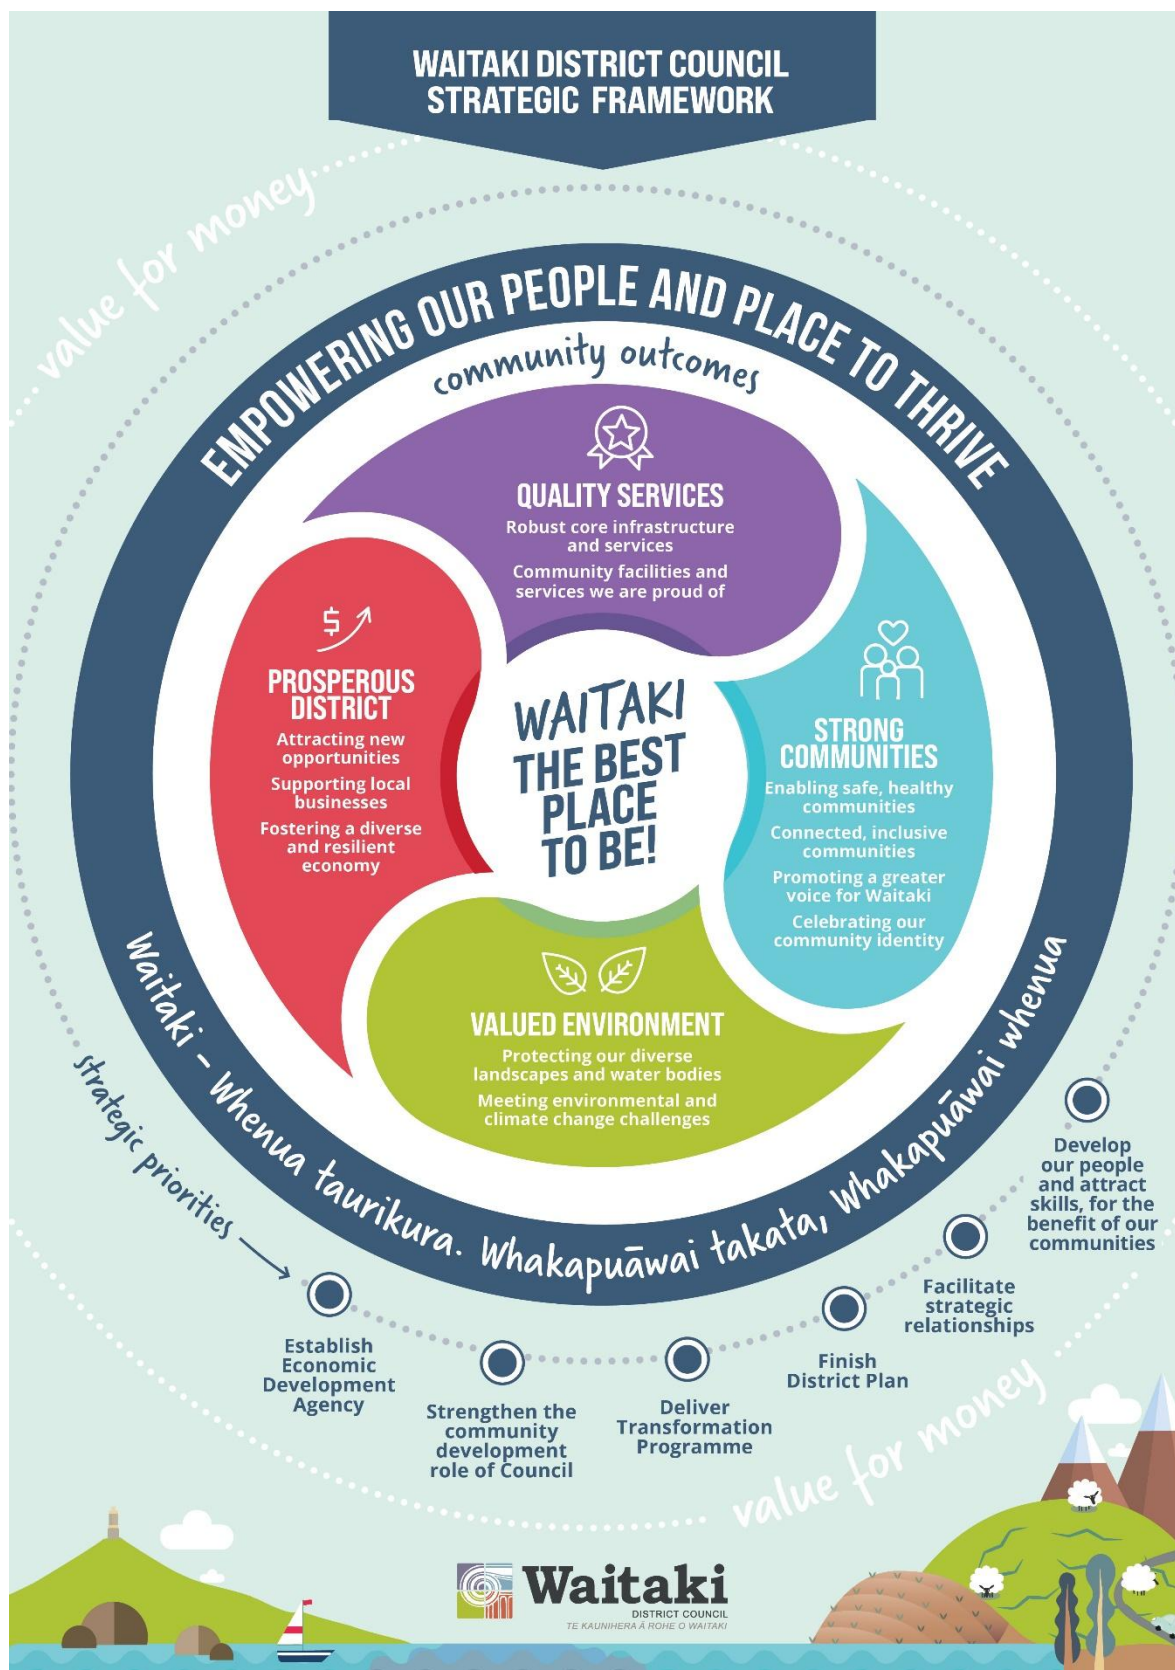 WAITAKI DISTRICT COUNCIL
STRATEGIC FRAMEWORK
value for money
EMPOWERING OUR PEOPLE AND PLACE TO THRIVE
community outcomes
QUALITY SERVICES
Robust core infrastructure
and services
Community facilities and
services we are proud of
PROSPEROUS
DISTRICT
Attracting new
opportunities
Supporting local
businesses
Fostering a diverse
and resilient
economy
WAITAKI
THE BEST
PLACE
TO BE!
STRONG
COMMUNITIES
Enabling safe, healthy
communities
Connected, inclusive
communities
Promoting a greater
voice for Waitaki
Celebrating our
community identity
VALUED ENVIRONMENT
Protecting our diverse
landscapes and water bodies
Meeting environmental and
climate change challenges
Waitaki - Whenua taurikura. Whakapuāwai takata, Whakapuāwai whenua
strategic priorities
Establish
Economic
Development
Agency
Strengthen the
community
development
role of Council
Deliver
Transformation
Programme
Finish
District Plan
Facilitate
strategic
relationships
Develop
our people
and attract
skills, for the
benefit of our
communities
value for money
Waitaki
DISTRICT COUNCIL
TE KAUNIHERA Ā ROHE O WAITAKI